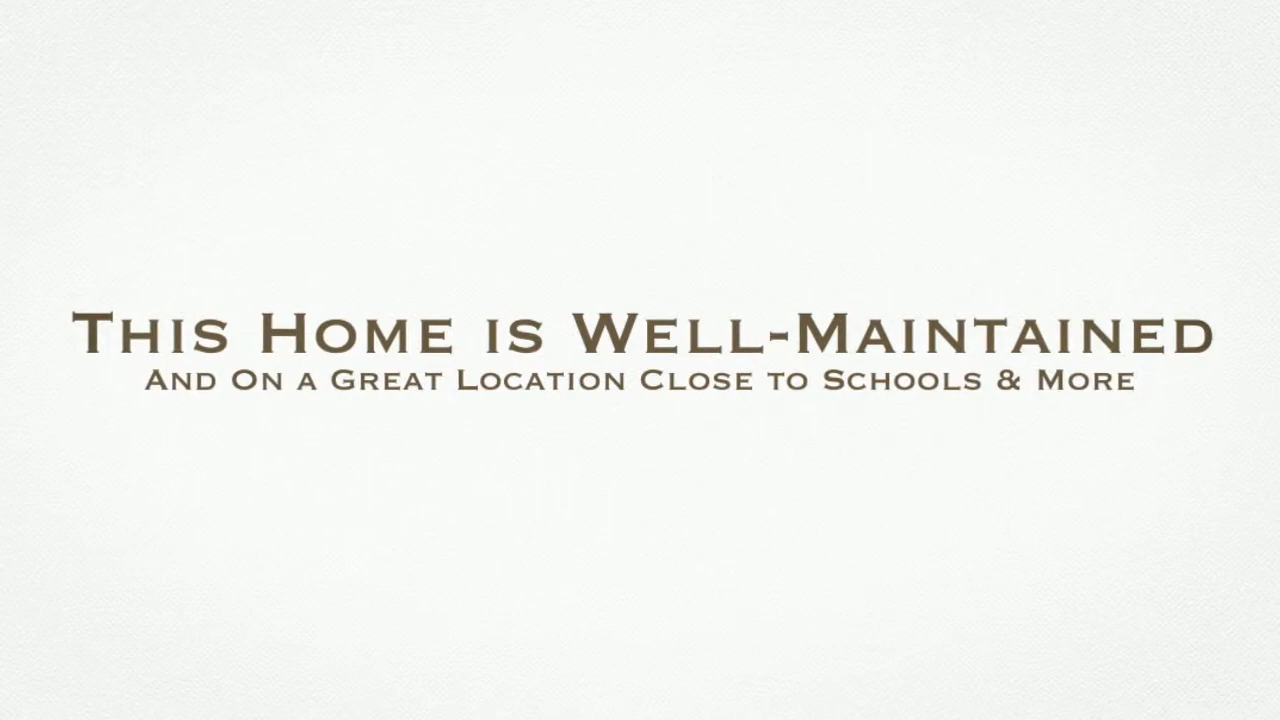 This Home is Well-Maintained
And On a Great Location Close to Schools & More